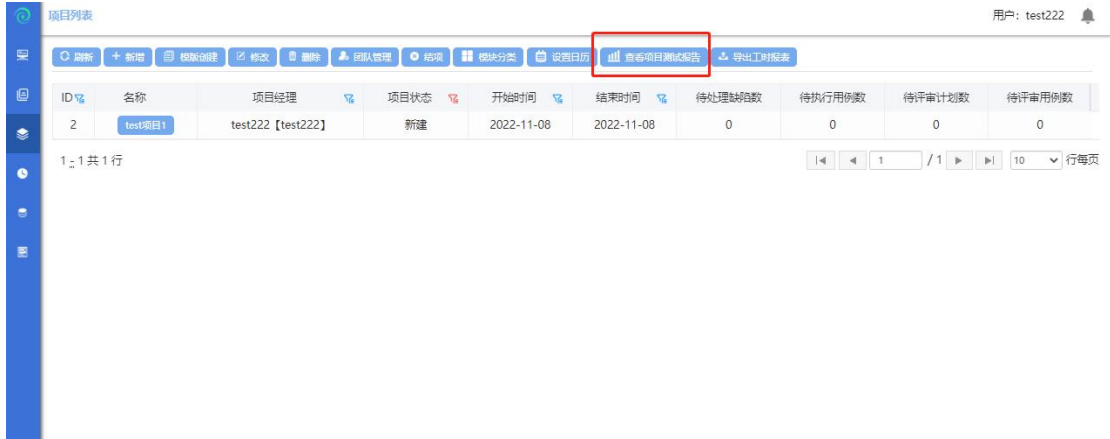 项目列表 用户: test222
刷新 新增 模版创建 修改 删除 团队管理 结项 模块分类 设置日历 查看项目测试报告 导出工时报表
ID 名称 项目经理 项目状态 开始时间 结束时间 待处理缺陷数 待执行用例数 待评审计划数 待评审用例数
2 test项目1 test222【test222】 新建 2022-11-08 2022-11-08 0 0 0 0
1 - 1 共 1 行 1 / 1 10 行每页